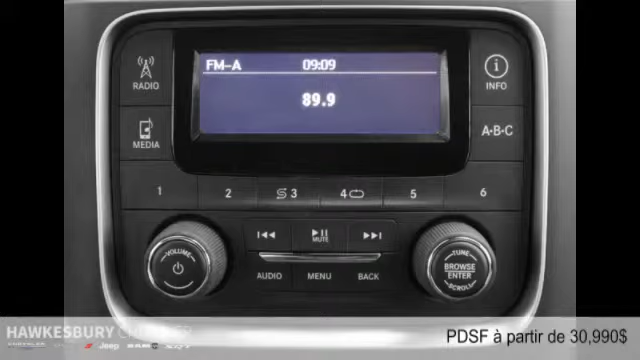 FM-A 09:09
89.9
RADIO
INFO
MEDIA
A·B·C
1 2 3 4 5 6
MUTE
VOLUME
AUDIO MENU BACK
TUNE
BROWSE
ENTER
SCROLL
HAWKESBURY
PDSF à partir de 30,990$
Jeep RAM